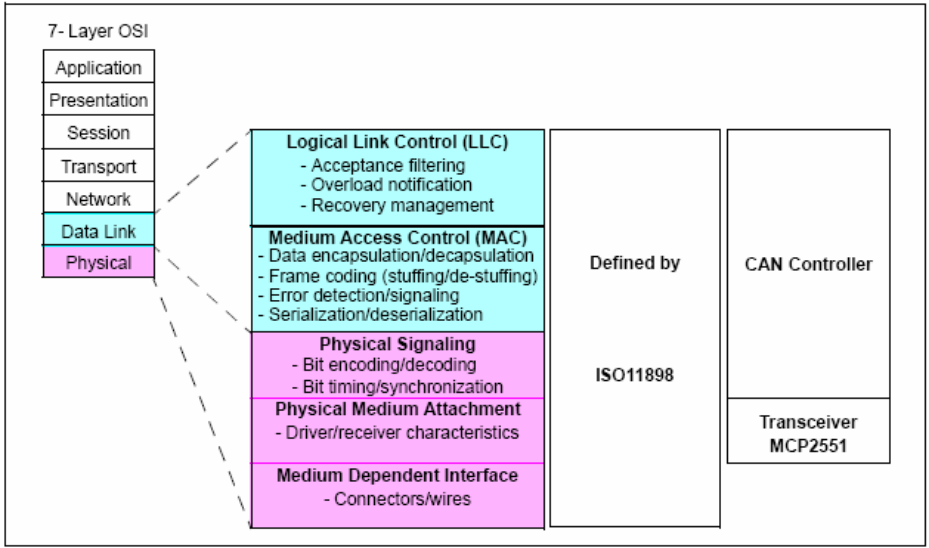 7- Layer OSI
Application
Presentation
Session
Transport
Network
Data Link
Physical
Logical Link Control (LLC)
- Acceptance filtering
- Overload notification
- Recovery management
Medium Access Control (MAC)
- Data encapsulation/decapsulation
- Frame coding (stuffing/de-stuffing)
- Error detection/signaling
- Serialization/deserialization
Physical Signaling
- Bit encoding/decoding
- Bit timing/synchronization
Physical Medium Attachment
- Driver/receiver characteristics
Medium Dependent Interface
- Connectors/wires
Defined by
ISO11898
CAN Controller
Transceiver
MCP2551